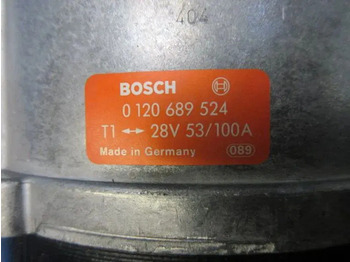 404
BOSCH
0 120 689 524
T1 ↔ 28V 53/100A
Made in Germany 089